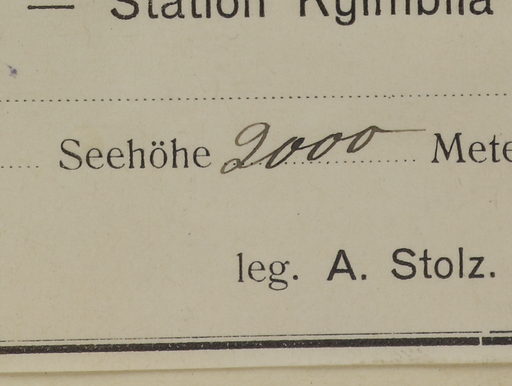 — Station Kyimbila
Seehöhe 2000 Mete
leg. A. Stolz.